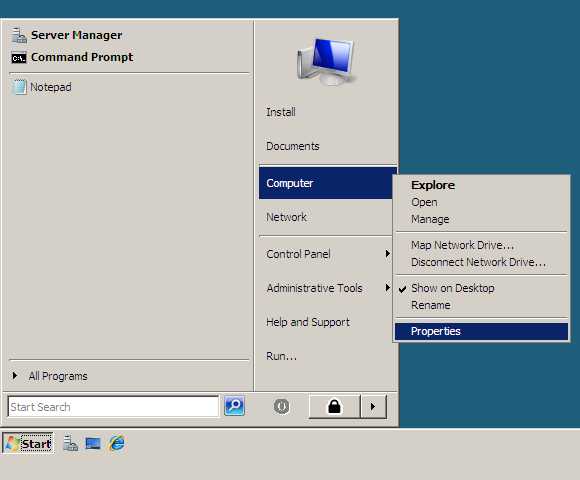 Server Manager
Command Prompt
Notepad
Install
Documents
Computer
Network
Control Panel
Administrative Tools
Help and Support
Run...
Explore
Open
Manage
Map Network Drive...
Disconnect Network Drive...
Show on Desktop
Rename
Properties
All Programs
Start Search
Start